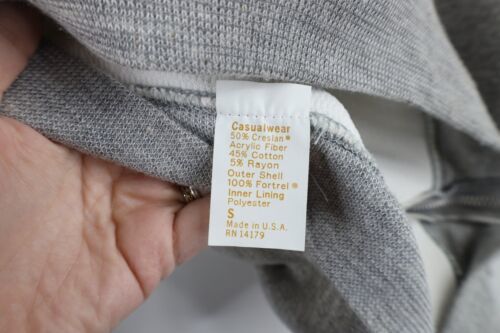 Casualwear
50% Creslan®
Acrylic Fiber
45% Cotton
5% Rayon
Outer Shell
100% Fortrel®
Inner Lining
Polyester
S
Made in U.S.A.
RN 14179